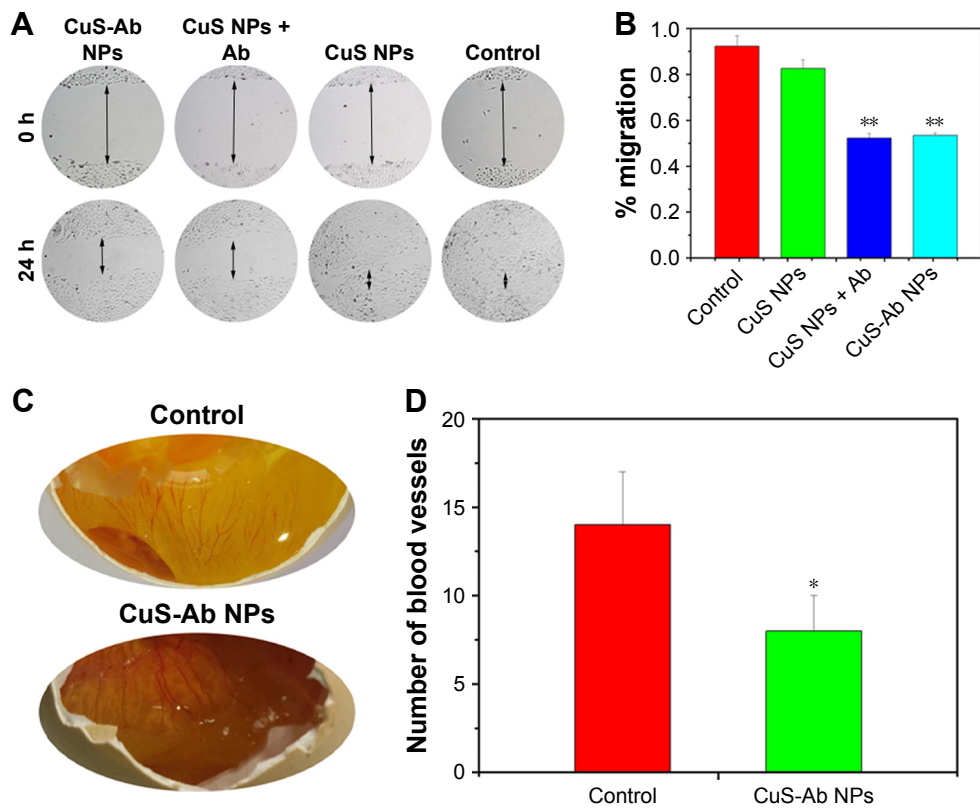 A
CuS-Ab
NPs
CuS NPs +
Ab
CuS NPs
Control
0 h
24 h
B
% migration
1.0
0.8
0.6
0.4
0.2
0.0
**
**
Control
CuS NPs
CuS NPs + Ab
CuS-Ab NPs
C
Control
CuS-Ab NPs
D
Number of blood vessels
20
15
10
5
0
*
Control
CuS-Ab NPs